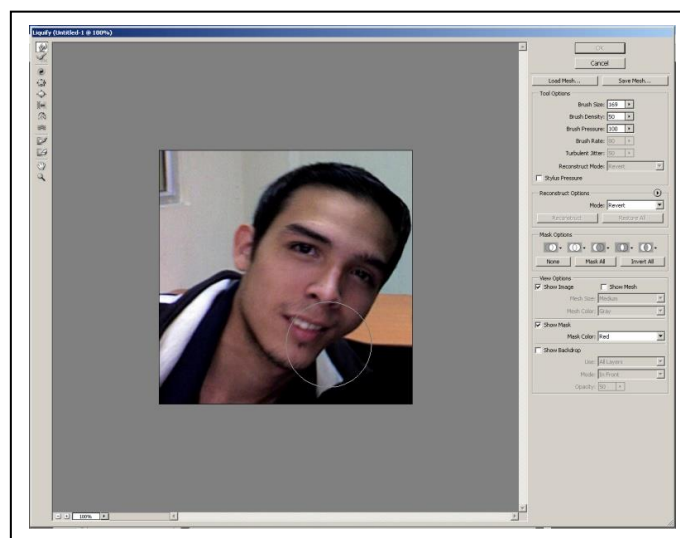 Liquify (Untitled-1 @ 100%)
OK
Cancel
Load Mesh... Save Mesh...
Tool Options
Brush Size: 169
Brush Density: 50
Brush Pressure: 100
Brush Rate: 80
Turbulent Jitter: 50
Reconstruct Mode: Revert
Stylus Pressure
Reconstruct Options
Mode: Revert
Reconstruct Restore All
Mask Options
None Mask All Invert All
View Options
Show Image Show Mesh
Mesh Size: Medium
Mesh Color: Gray
Show Mask
Mask Color: Red
Show Backdrop
Use: All Layers
Mode: In Front
Opacity: 50
100%